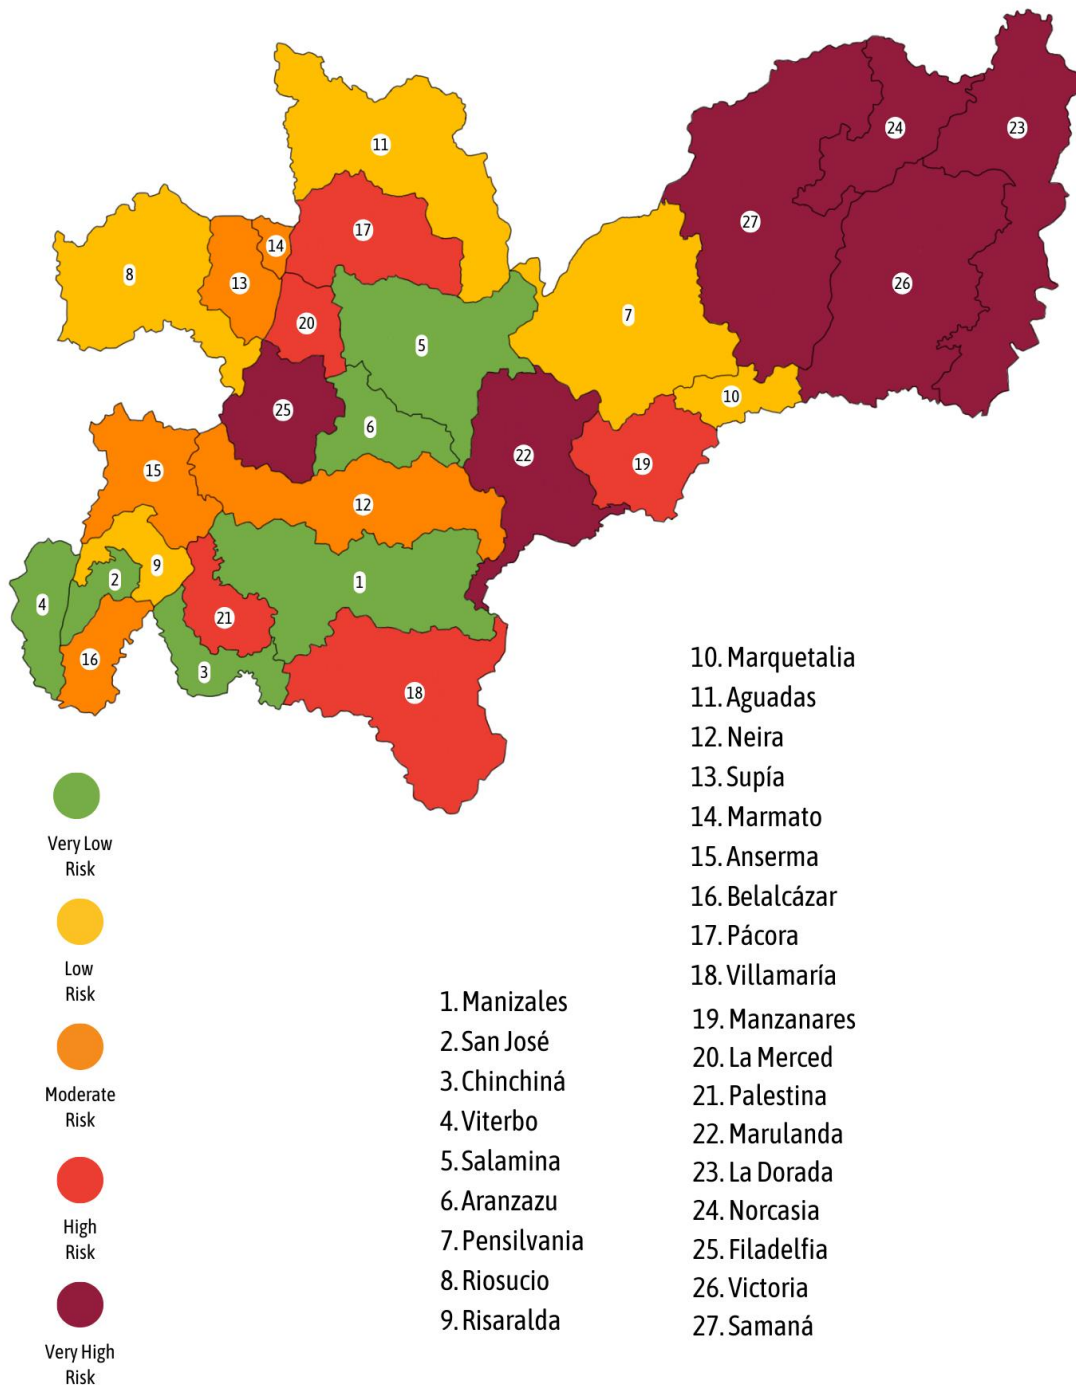 11
24
23
17
27
14
8
13
26
20
7
5
10
25
6
22
19
15
12
9
2
1
4
21
16
3
18
Very Low
Risk
Low
Risk
Moderate
Risk
High
Risk
Very High
Risk
1. Manizales
2. San José
3. Chinchiná
4. Viterbo
5. Salamina
6. Aranzazu
7. Pensilvania
8. Riosucio
9. Risaralda
10. Marquetalia
11. Aguadas
12. Neira
13. Supía
14. Marmato
15. Anserma
16. Belalcázar
17. Pácora
18. Villamaría
19. Manzanares
20. La Merced
21. Palestina
22. Marulanda
23. La Dorada
24. Norcasia
25. Filadelfia
26. Victoria
27. Samaná